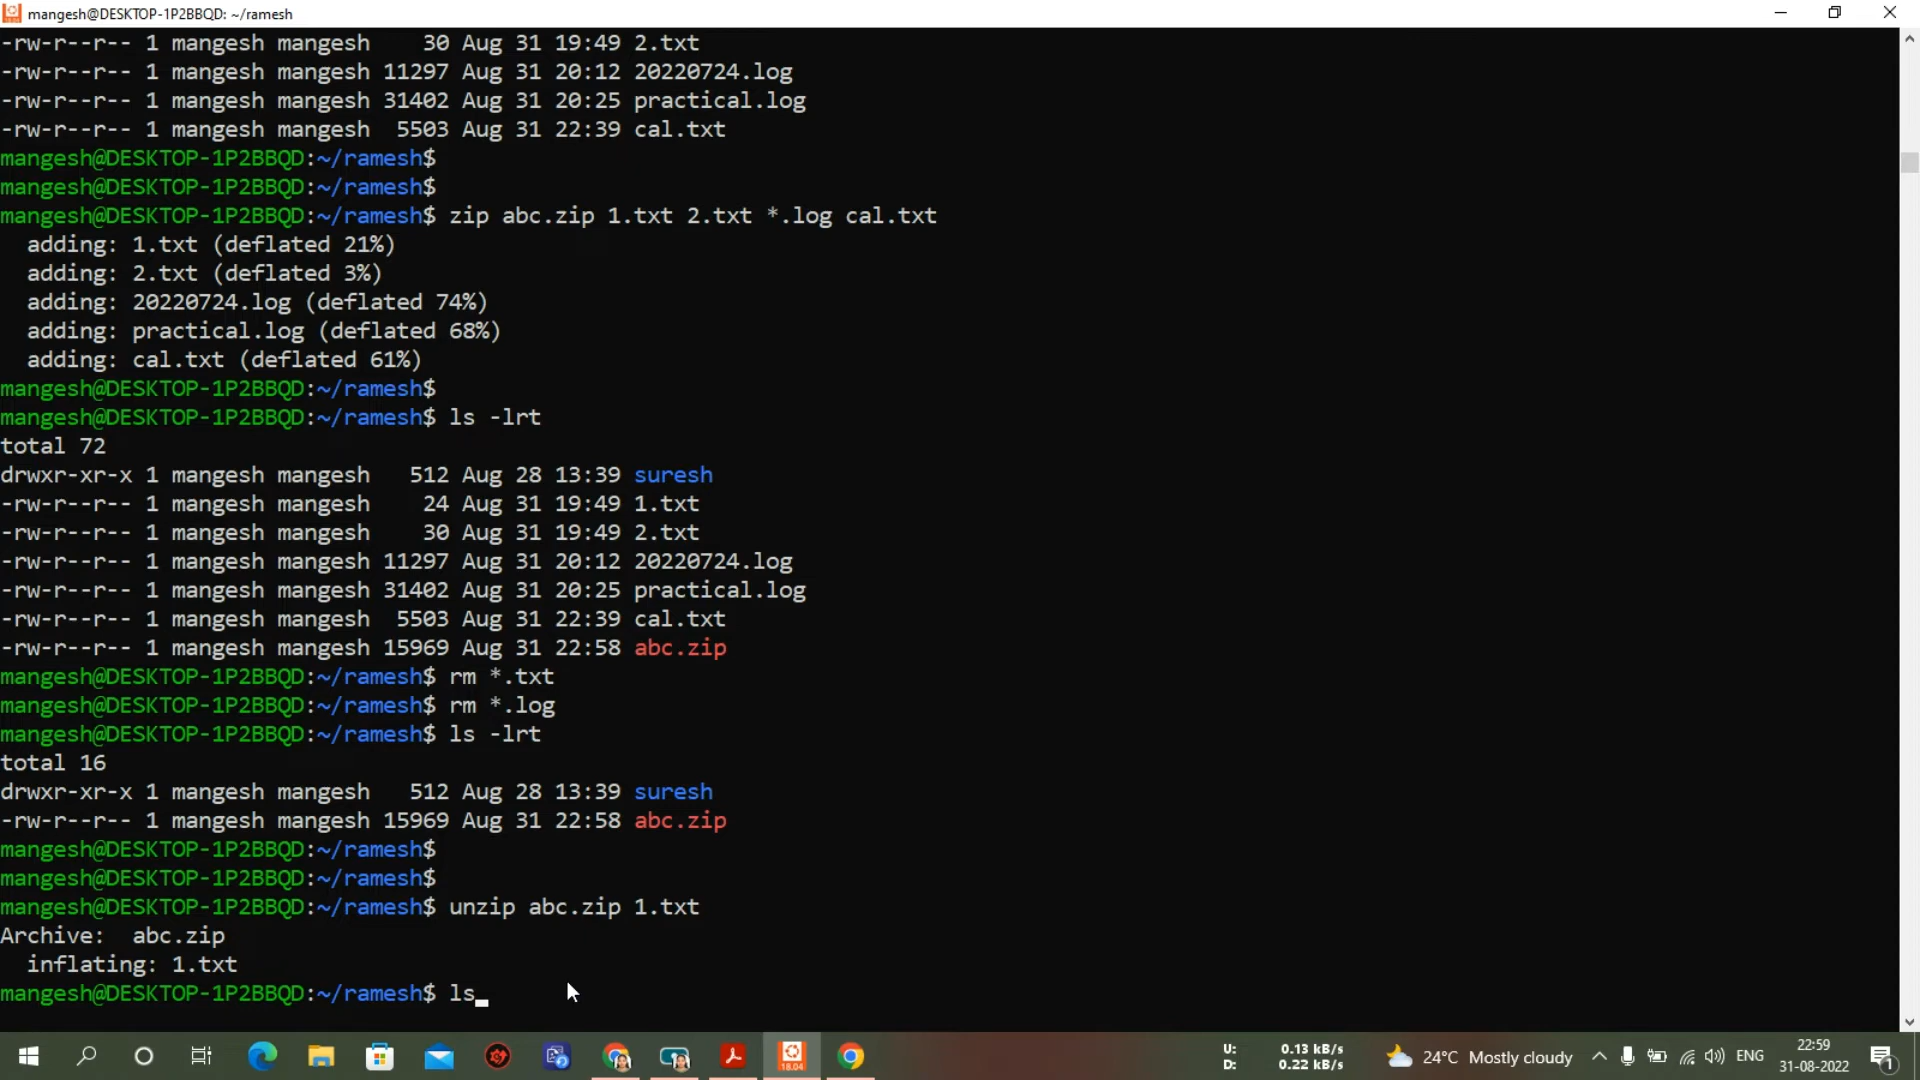 mangesh@DESKTOP-1P2BBQD: ~/ramesh
-rw-r--r-- 1 mangesh mangesh    30 Aug 31 19:49 2.txt
-rw-r--r-- 1 mangesh mangesh 11297 Aug 31 20:12 20220724.log
-rw-r--r-- 1 mangesh mangesh 31402 Aug 31 20:25 practical.log
-rw-r--r-- 1 mangesh mangesh  5503 Aug 31 22:39 cal.txt
mangesh@DESKTOP-1P2BBQD:~/ramesh$
mangesh@DESKTOP-1P2BBQD:~/ramesh$
mangesh@DESKTOP-1P2BBQD:~/ramesh$ zip abc.zip 1.txt 2.txt *.log cal.txt
  adding: 1.txt (deflated 21%)
  adding: 2.txt (deflated 3%)
  adding: 20220724.log (deflated 74%)
  adding: practical.log (deflated 68%)
  adding: cal.txt (deflated 61%)
mangesh@DESKTOP-1P2BBQD:~/ramesh$
mangesh@DESKTOP-1P2BBQD:~/ramesh$ ls -lrt
total 72
drwxr-xr-x 1 mangesh mangesh   512 Aug 28 13:39 suresh
-rw-r--r-- 1 mangesh mangesh    24 Aug 31 19:49 1.txt
-rw-r--r-- 1 mangesh mangesh    30 Aug 31 19:49 2.txt
-rw-r--r-- 1 mangesh mangesh 11297 Aug 31 20:12 20220724.log
-rw-r--r-- 1 mangesh mangesh 31402 Aug 31 20:25 practical.log
-rw-r--r-- 1 mangesh mangesh  5503 Aug 31 22:39 cal.txt
-rw-r--r-- 1 mangesh mangesh 15969 Aug 31 22:58 abc.zip
mangesh@DESKTOP-1P2BBQD:~/ramesh$ rm *.txt
mangesh@DESKTOP-1P2BBQD:~/ramesh$ rm *.log
mangesh@DESKTOP-1P2BBQD:~/ramesh$ ls -lrt
total 16
drwxr-xr-x 1 mangesh mangesh   512 Aug 28 13:39 suresh
-rw-r--r-- 1 mangesh mangesh 15969 Aug 31 22:58 abc.zip
mangesh@DESKTOP-1P2BBQD:~/ramesh$
mangesh@DESKTOP-1P2BBQD:~/ramesh$
mangesh@DESKTOP-1P2BBQD:~/ramesh$ unzip abc.zip 1.txt
Archive:  abc.zip
  inflating: 1.txt
mangesh@DESKTOP-1P2BBQD:~/ramesh$ ls_
18.04
U: 0.13 kB/s
D: 0.22 kB/s
24°C Mostly cloudy
ENG
22:59
31-08-2022
1